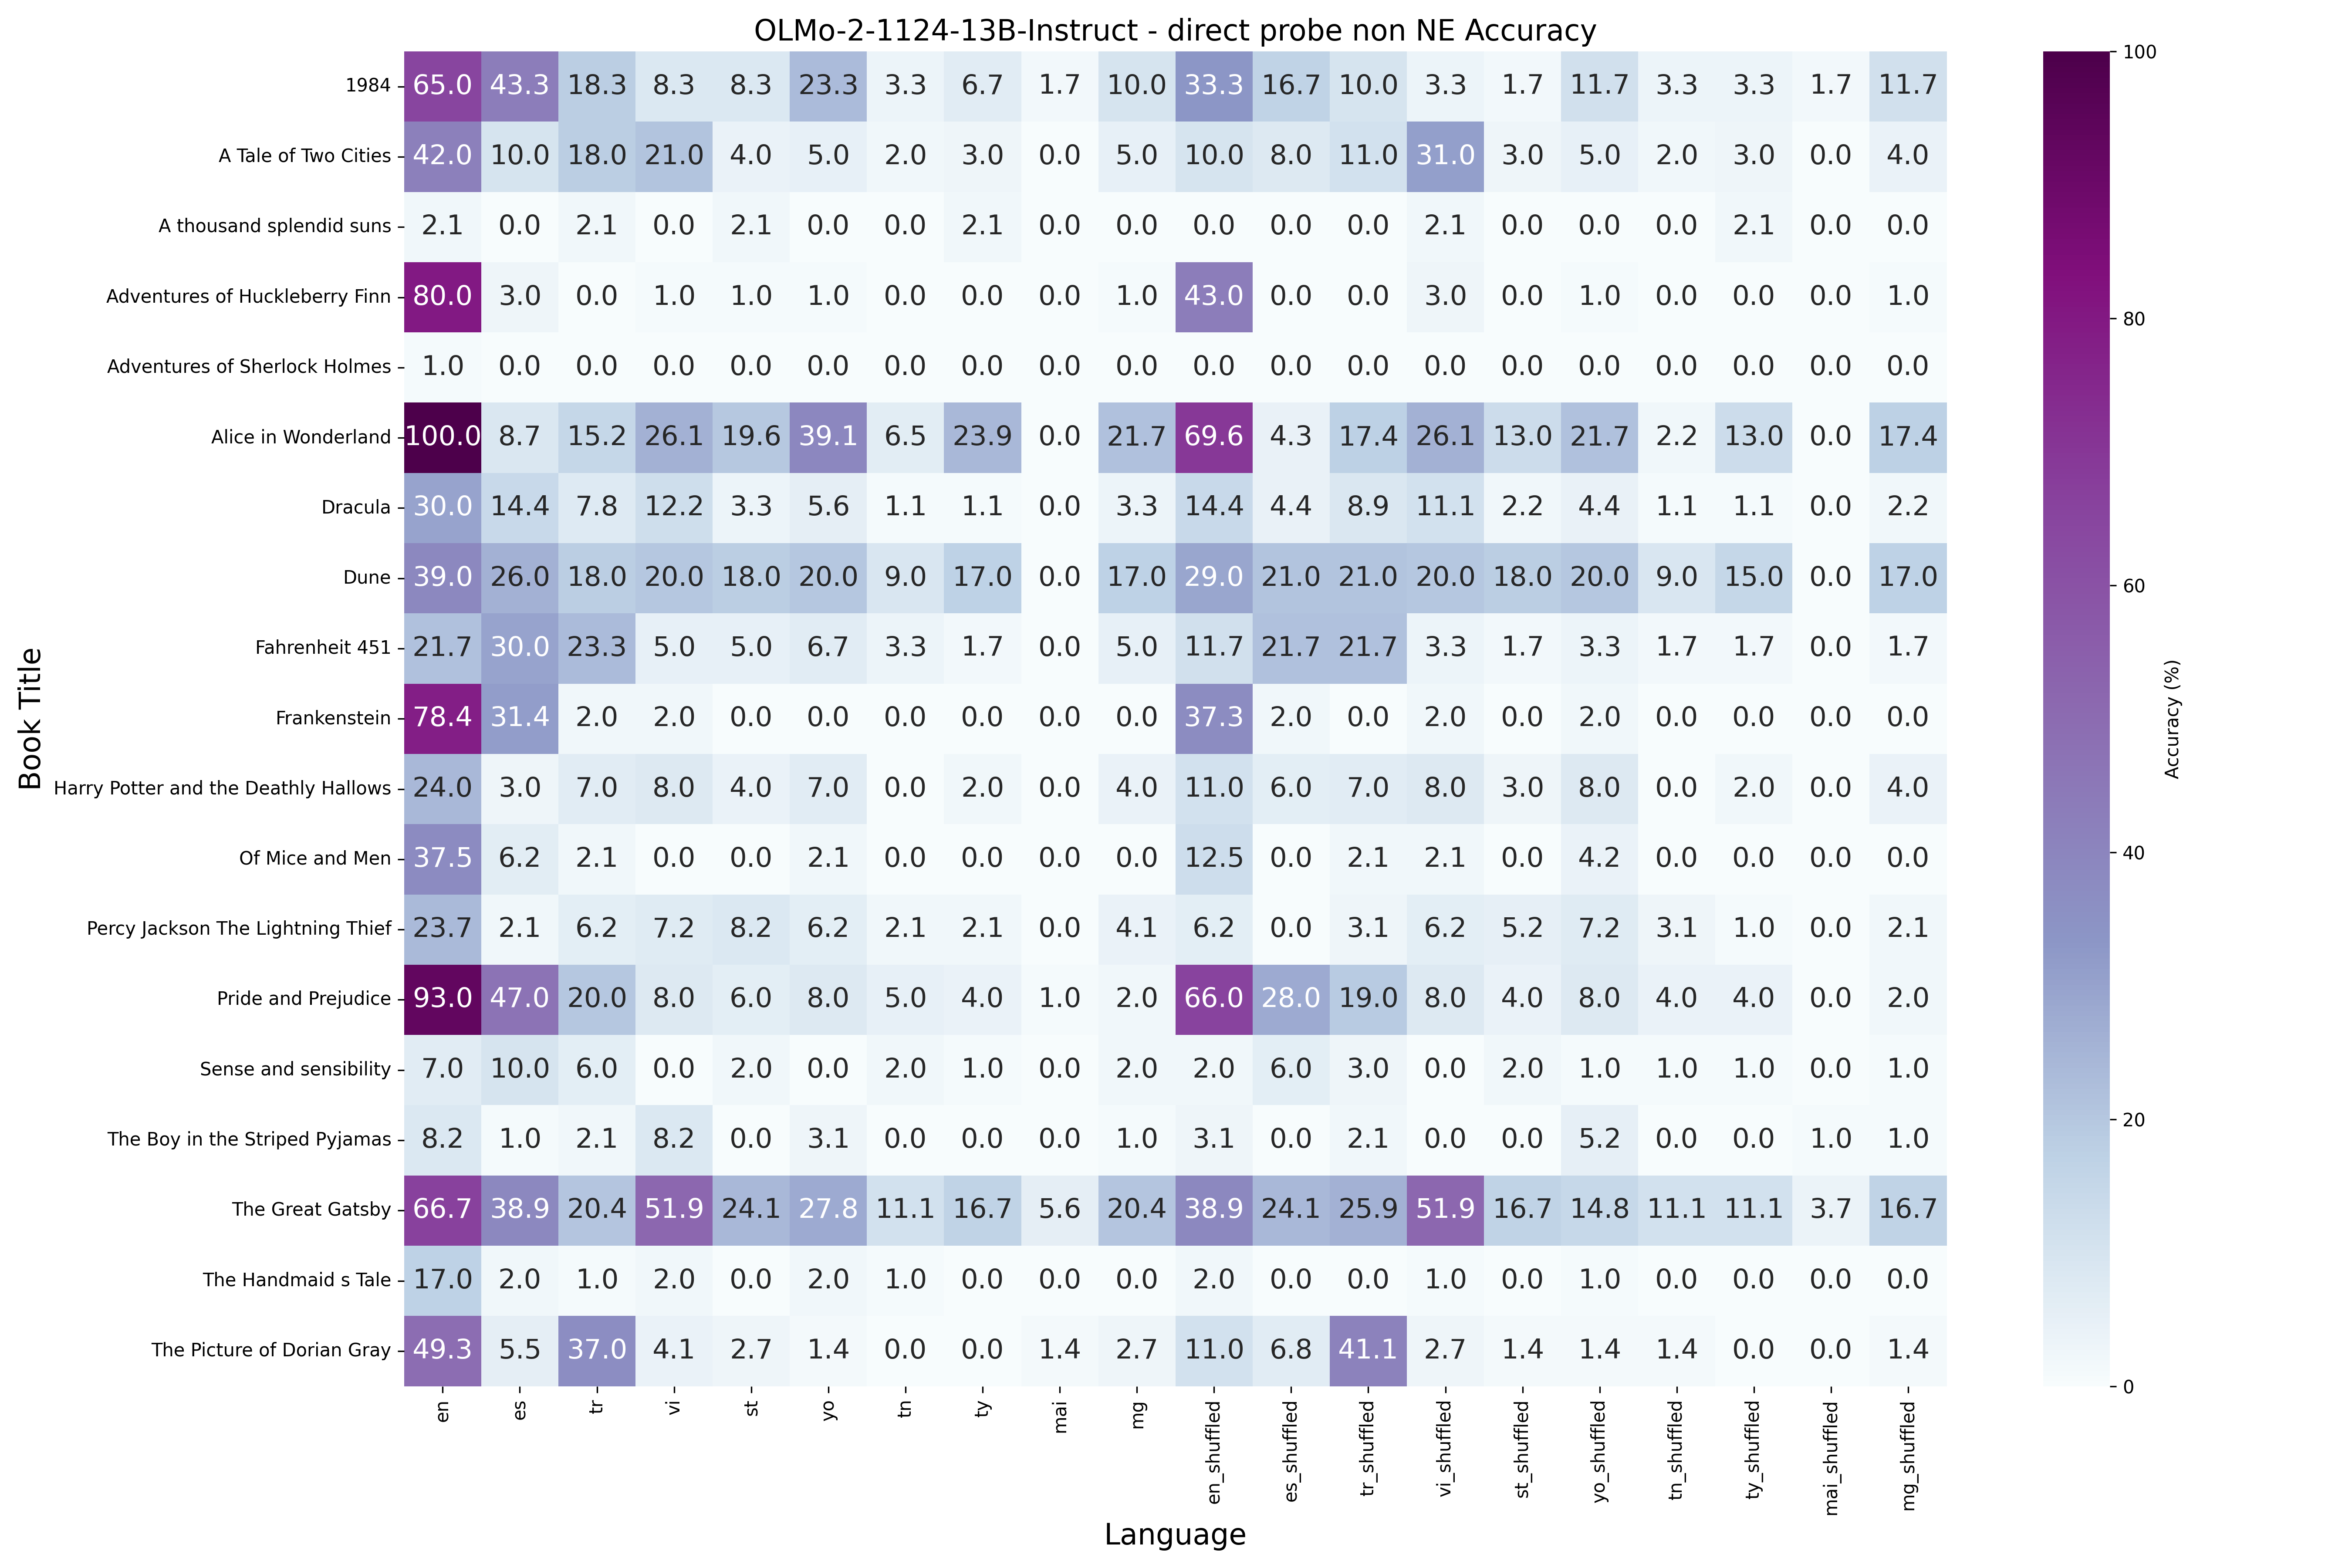 OLMo-2-1124-13B-Instruct - direct probe non NE Accuracy
1984 65.0 43.3 18.3 8.3 8.3 23.3 3.3 6.7 1.7 10.0 33.3 16.7 10.0 3.3 1.7 11.7 3.3 3.3 1.7 11.7
A Tale of Two Cities 42.0 10.0 18.0 21.0 4.0 5.0 2.0 3.0 0.0 5.0 10.0 8.0 11.0 31.0 3.0 5.0 2.0 3.0 0.0 4.0
A thousand splendid suns 2.1 0.0 2.1 0.0 2.1 0.0 0.0 2.1 0.0 0.0 0.0 0.0 0.0 2.1 0.0 0.0 0.0 2.1 0.0 0.0
Adventures of Huckleberry Finn 80.0 3.0 0.0 1.0 1.0 1.0 0.0 0.0 0.0 1.0 43.0 0.0 0.0 3.0 0.0 1.0 0.0 0.0 0.0 1.0
Adventures of Sherlock Holmes 1.0 0.0 0.0 0.0 0.0 0.0 0.0 0.0 0.0 0.0 0.0 0.0 0.0 0.0 0.0 0.0 0.0 0.0 0.0 0.0
Alice in Wonderland 100.0 8.7 15.2 26.1 19.6 39.1 6.5 23.9 0.0 21.7 69.6 4.3 17.4 26.1 13.0 21.7 2.2 13.0 0.0 17.4
Dracula 30.0 14.4 7.8 12.2 3.3 5.6 1.1 1.1 0.0 3.3 14.4 4.4 8.9 11.1 2.2 4.4 1.1 1.1 0.0 2.2
Dune 39.0 26.0 18.0 20.0 18.0 20.0 9.0 17.0 0.0 17.0 29.0 21.0 21.0 20.0 18.0 20.0 9.0 15.0 0.0 17.0
Fahrenheit 451 21.7 30.0 23.3 5.0 5.0 6.7 3.3 1.7 0.0 5.0 11.7 21.7 21.7 3.3 1.7 3.3 1.7 1.7 0.0 1.7
Frankenstein 78.4 31.4 2.0 2.0 0.0 0.0 0.0 0.0 0.0 0.0 37.3 2.0 0.0 2.0 0.0 2.0 0.0 0.0 0.0 0.0
Harry Potter and the Deathly Hallows 24.0 3.0 7.0 8.0 4.0 7.0 0.0 2.0 0.0 4.0 11.0 6.0 7.0 8.0 3.0 8.0 0.0 2.0 0.0 4.0
Of Mice and Men 37.5 6.2 2.1 0.0 0.0 2.1 0.0 0.0 0.0 0.0 12.5 0.0 2.1 2.1 0.0 4.2 0.0 0.0 0.0 0.0
Percy Jackson The Lightning Thief 23.7 2.1 6.2 7.2 8.2 6.2 2.1 2.1 0.0 4.1 6.2 0.0 3.1 6.2 5.2 7.2 3.1 1.0 0.0 2.1
Pride and Prejudice 93.0 47.0 20.0 8.0 6.0 8.0 5.0 4.0 1.0 2.0 66.0 28.0 19.0 8.0 4.0 8.0 4.0 4.0 0.0 2.0
Sense and sensibility 7.0 10.0 6.0 0.0 2.0 0.0 2.0 1.0 0.0 2.0 2.0 6.0 3.0 0.0 2.0 1.0 1.0 1.0 0.0 1.0
The Boy in the Striped Pyjamas 8.2 1.0 2.1 8.2 0.0 3.1 0.0 0.0 0.0 1.0 3.1 0.0 2.1 0.0 0.0 5.2 0.0 0.0 1.0 1.0
The Great Gatsby 66.7 38.9 20.4 51.9 24.1 27.8 11.1 16.7 5.6 20.4 38.9 24.1 25.9 51.9 16.7 14.8 11.1 11.1 3.7 16.7
The Handmaid s Tale 17.0 2.0 1.0 2.0 0.0 2.0 1.0 0.0 0.0 0.0 2.0 0.0 0.0 1.0 0.0 1.0 0.0 0.0 0.0 0.0
The Picture of Dorian Gray 49.3 5.5 37.0 4.1 2.7 1.4 0.0 0.0 1.4 2.7 11.0 6.8 41.1 2.7 1.4 1.4 1.4 0.0 0.0 1.4
en es tr vi st yo tn ty mai mg en_shuffled es_shuffled tr_shuffled vi_shuffled st_shuffled yo_shuffled tn_shuffled ty_shuffled mai_shuffled mg_shuffled
Language
Book Title
100
80
60
40
20
0
Accuracy (%)